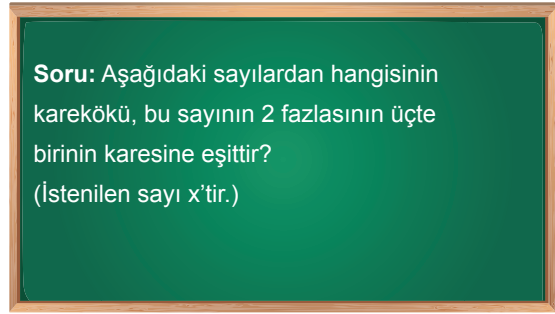 Soru: Aşağıdaki sayılardan hangisinin
karekökü, bu sayının 2 fazlasının üçte
birinin karesine eşittir?
(İstenilen sayı x’tir.)